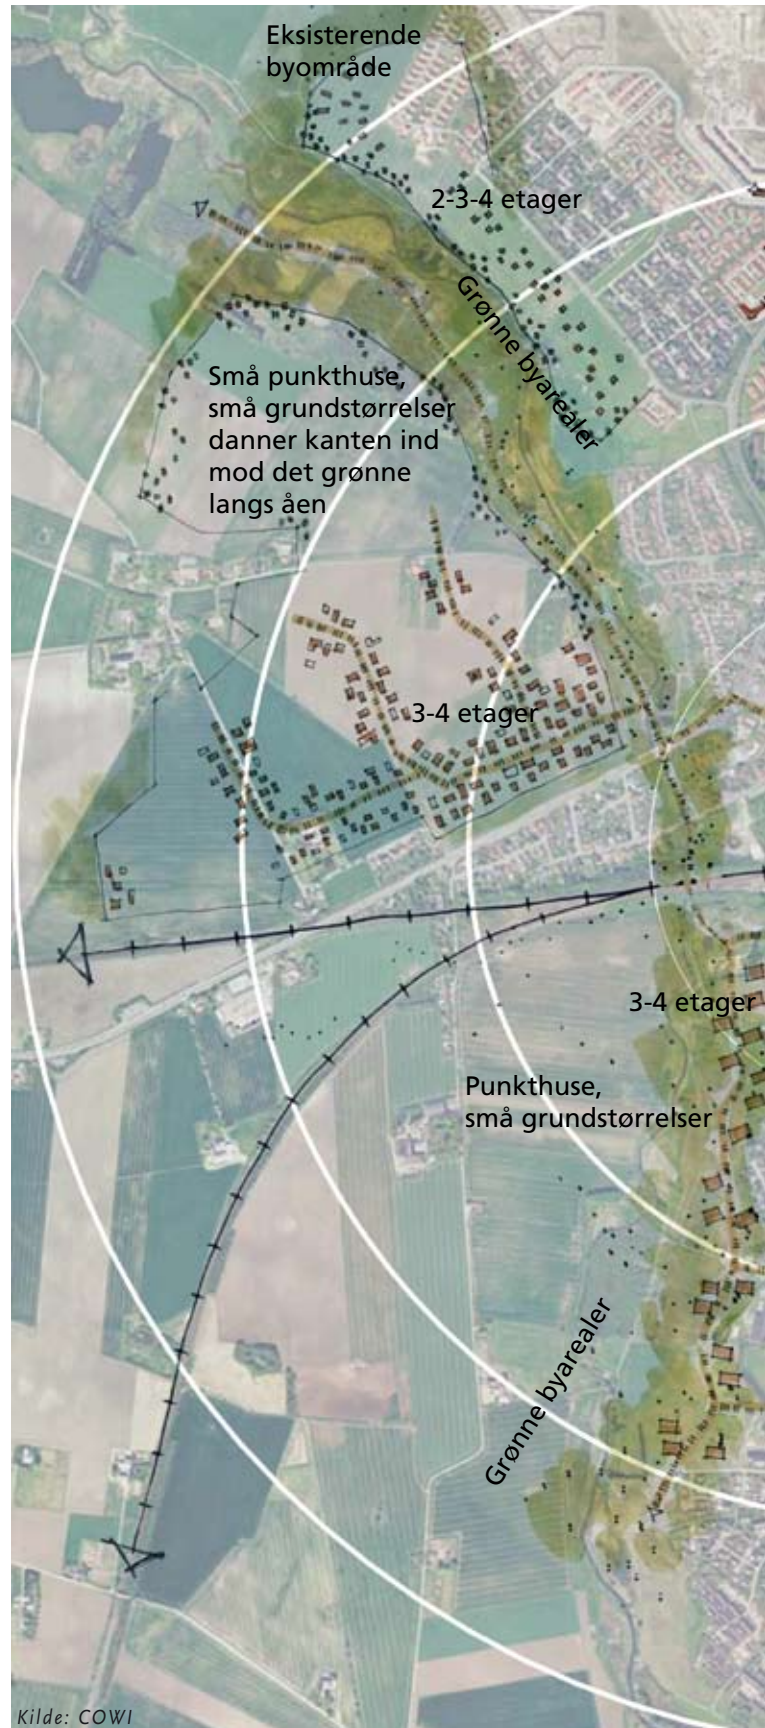 Eksisterende
byområde
2-3-4 etager
Grønne byarealer
Små punkthuse,
små grundstørrelser
danner kanten ind
mod det grønne
langs åen
3-4 etager
3-4 etager
Punkthuse,
små grundstørrelser
Grønne byarealer
Kilde: COWI